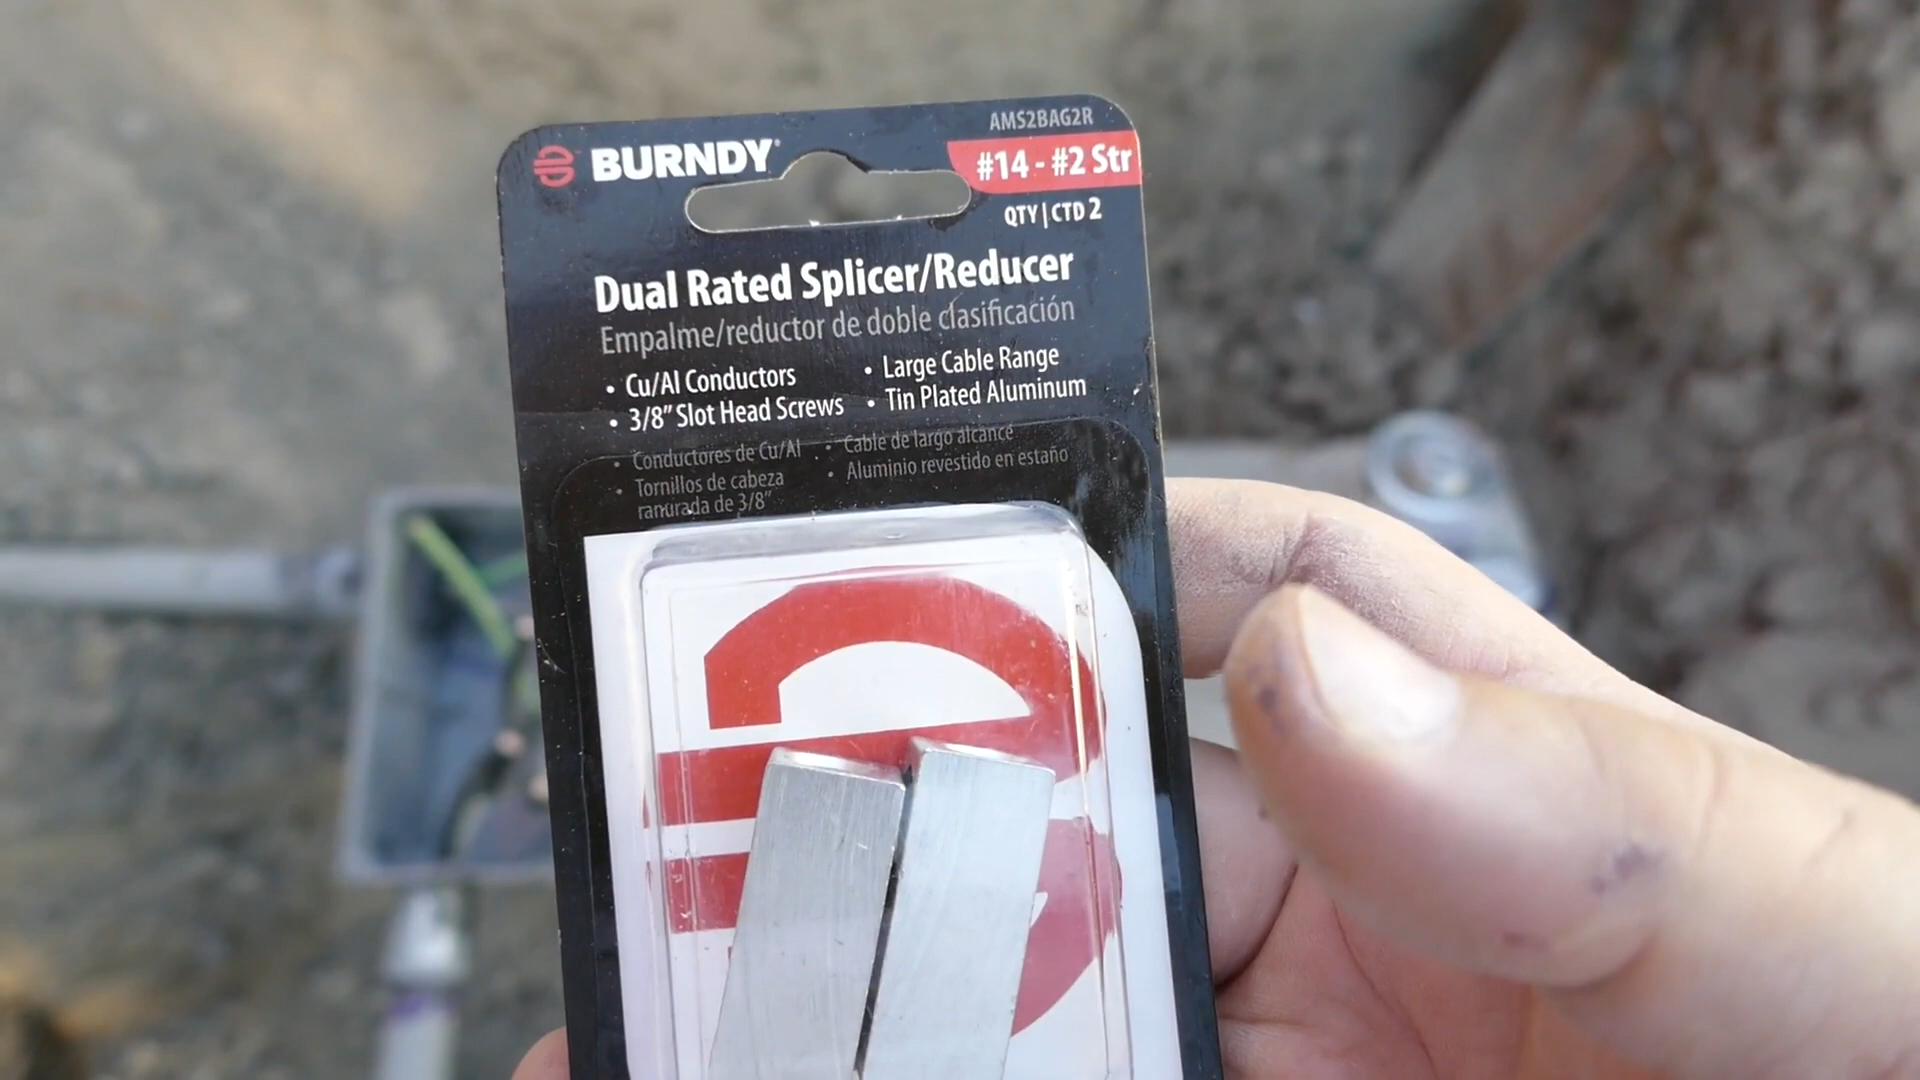 AMS2BAG2R
BURNDY
#14 - #2 Str
QTY | CTD 2
Dual Rated Splicer/Reducer
Empalme/reductor de doble clasificación
• Cu/Al Conductors
• 3/8" Slot Head Screws
• Large Cable Range
• Tin Plated Aluminum
• Conductores de Cu/Al
• Tornillos de cabeza
ranurada de 3/8"
• Cable de largo alcance
• Aluminio revestido en estaño